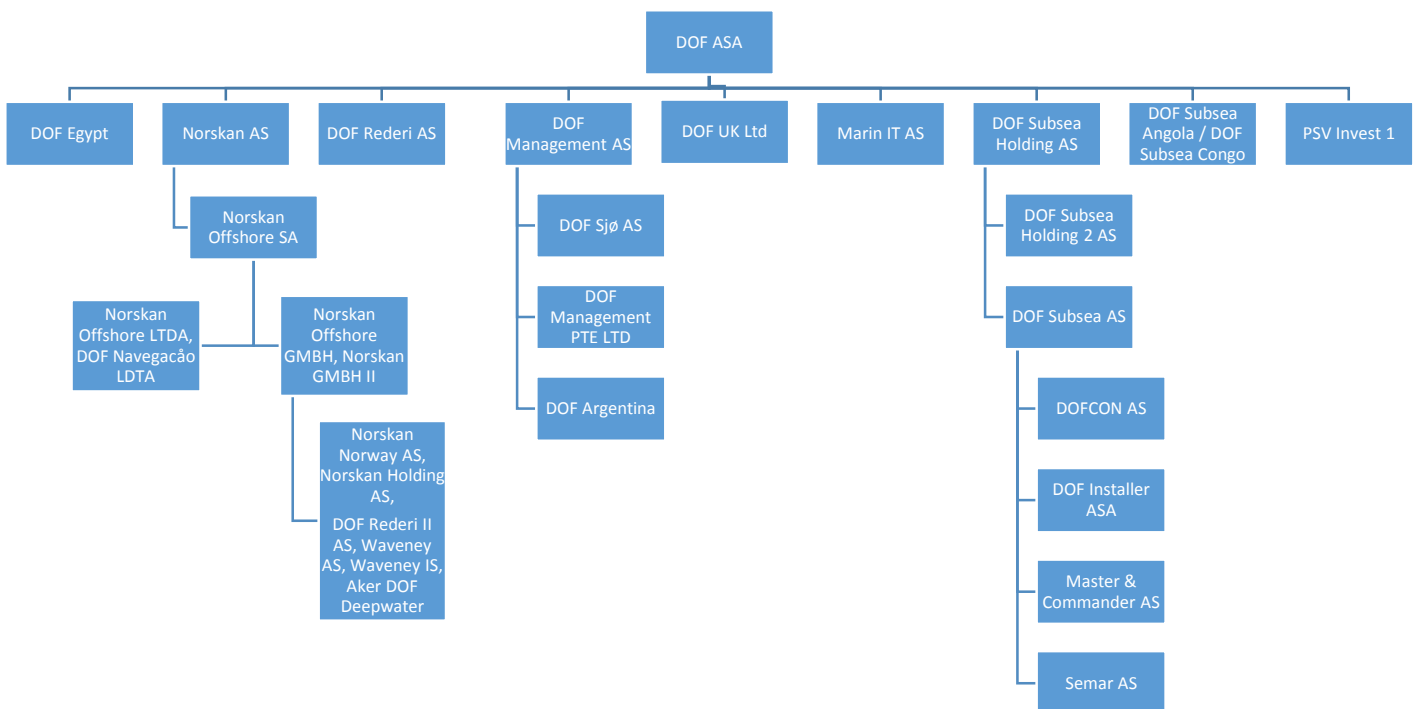 DOF ASA
DOF Egypt
Norskan AS
DOF Rederi AS
DOF
Management AS
DOF UK Ltd
Marin IT AS
DOF Subsea
Holding AS
DOF Subsea
Angola / DOF
Subsea Congo
PSV Invest 1
Norskan
Offshore SA
Norskan
Offshore LTDA,
DOF Navegacåo
LDTA
Norskan
Offshore
GMBH, Norskan
GMBH II
Norskan
Norway AS,
Norskan Holding
AS,
DOF Rederi II
AS, Waveney
AS, Waveney IS,
Aker DOF
Deepwater
DOF Sjø AS
DOF
Management
PTE LTD
DOF Argentina
DOF Subsea
Holding 2 AS
DOF Subsea AS
DOFCON AS
DOF Installer
ASA
Master &
Commander AS
Semar AS